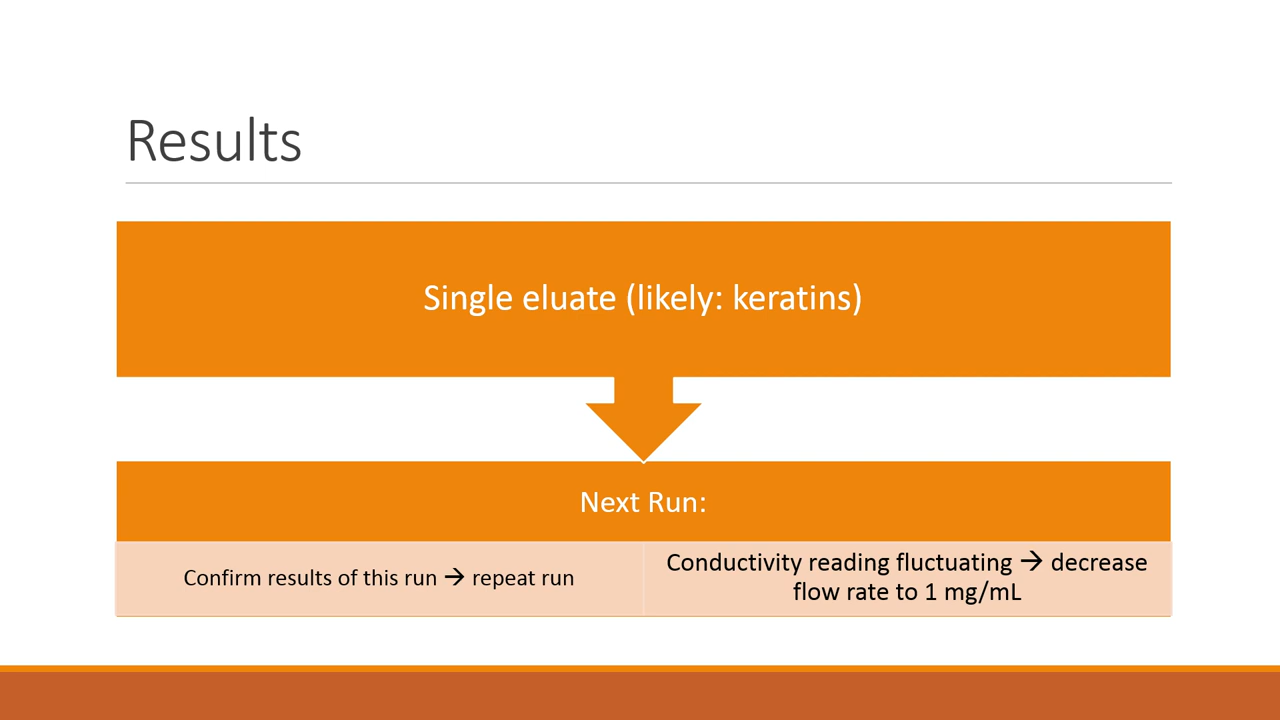 Results
Single eluate (likely: keratins)
Next Run:
Confirm results of this run → repeat run
Conductivity reading fluctuating → decrease
flow rate to 1 mg/mL